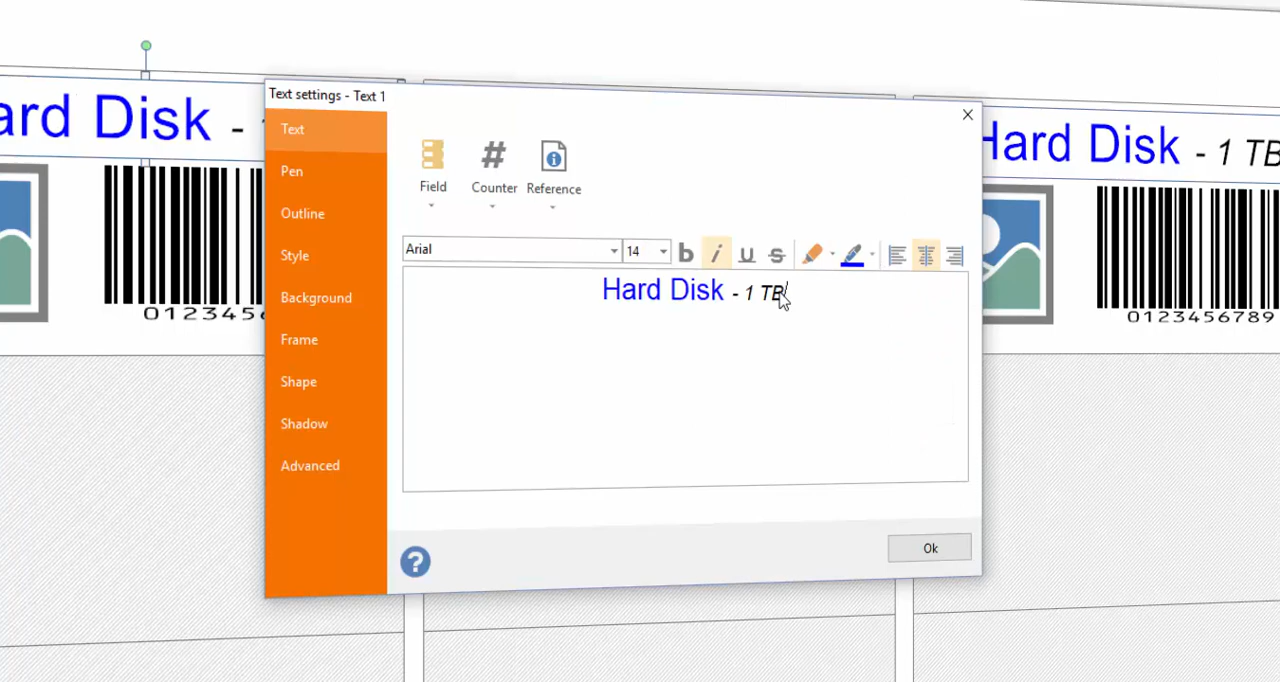 Text settings - Text 1
ard Disk -
Text
Pen
Outline
Style
Background
Frame
Shape
Shadow
Advanced
Field
Counter
Reference
Arial
14
b i U S
Hard Disk - 1 TB
Ok
?
012345
Hard Disk - 1 TB
0123456789